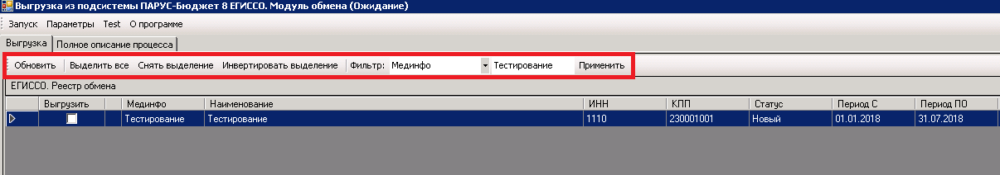 Выгрузка из подсистемы ПАРУС-Бюджет 8 ЕГИССО. Модуль обмена (Ожидание)
Запуск Параметры Test О программе
Выгрузка Полное описание процесса
Обновить Выделить все Снять выделение Инвертировать выделение Фильтр: Мединфо Тестирование Применить
ЕГИССО. Реестр обмена
Выгрузить Мединфо Наименование ИНН КПП Статус Период С Период ПО
Тестирование Тестирование 1110 230001001 Новый 01.01.2018 31.07.2018